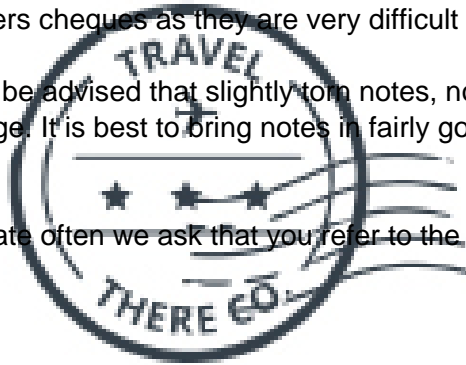 ers cheques as they are very difficult
TRAVEL
be advised that slightly torn notes, no
ge. It is best to bring notes in fairly go
ate often we ask that you refer to the
THERE CO.